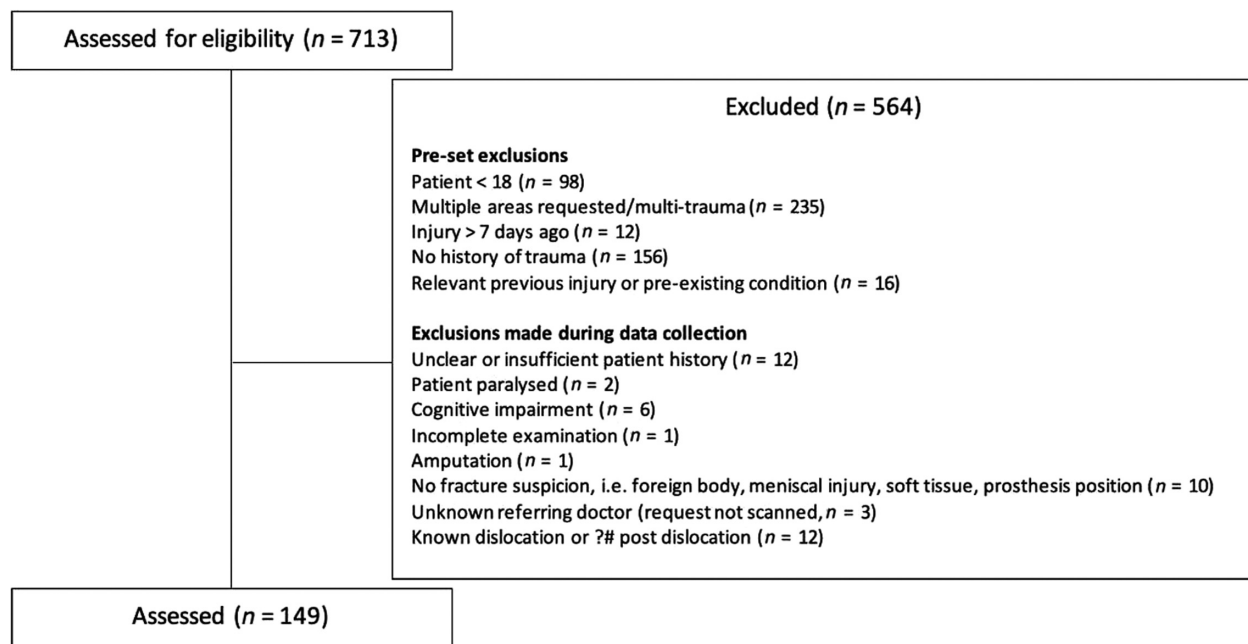 Assessed for eligibility (n = 713)
Excluded (n = 564)
Pre-set exclusions
Patient < 18 (n = 98)
Multiple areas requested/multi-trauma (n = 235)
Injury > 7 days ago (n = 12)
No history of trauma (n = 156)
Relevant previous injury or pre-existing condition (n = 16)
Exclusions made during data collection
Unclear or insufficient patient history (n = 12)
Patient paralysed (n = 2)
Cognitive impairment (n = 6)
Incomplete examination (n = 1)
Amputation (n = 1)
No fracture suspicion, i.e. foreign body, meniscal injury, soft tissue, prosthesis position (n = 10)
Unknown referring doctor (request not scanned, n = 3)
Known dislocation or ?# post dislocation (n = 12)
Assessed (n = 149)